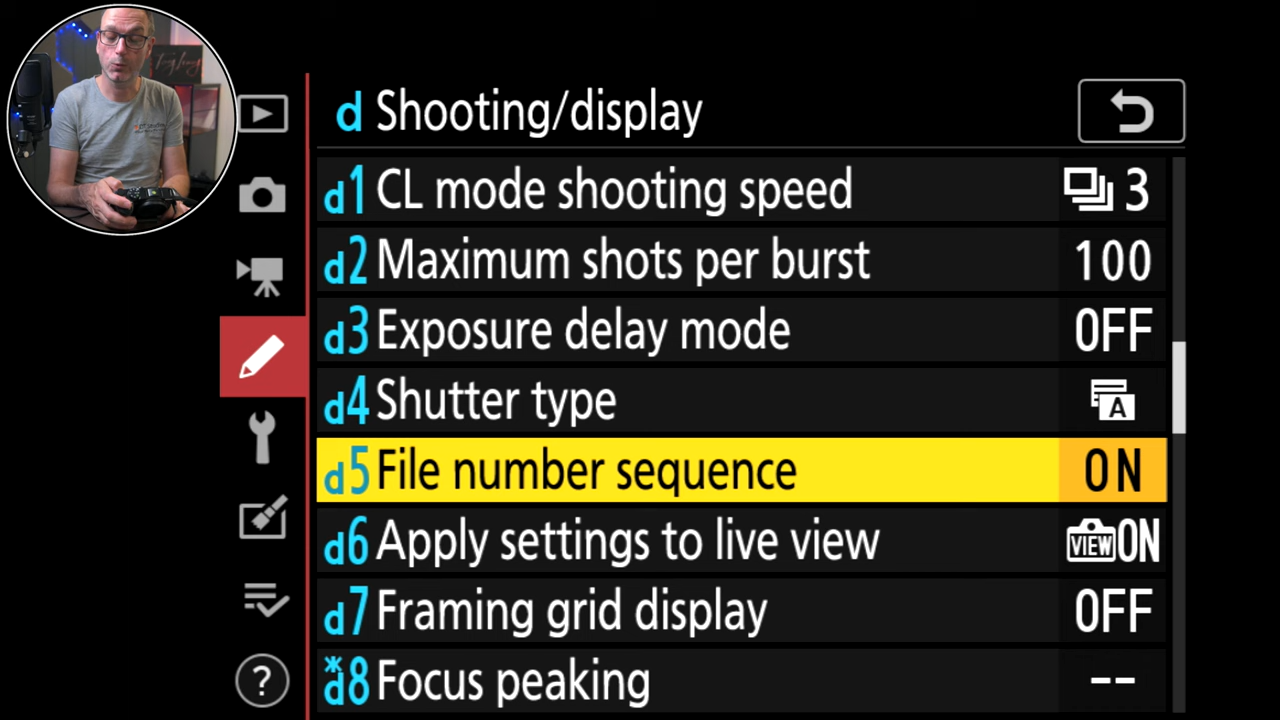 d Shooting/display
d1 CL mode shooting speed 3
d2 Maximum shots per burst 100
d3 Exposure delay mode OFF
d4 Shutter type A
d5 File number sequence ON
d6 Apply settings to live view VIEW ON
d7 Framing grid display OFF
*d8 Focus peaking --
?